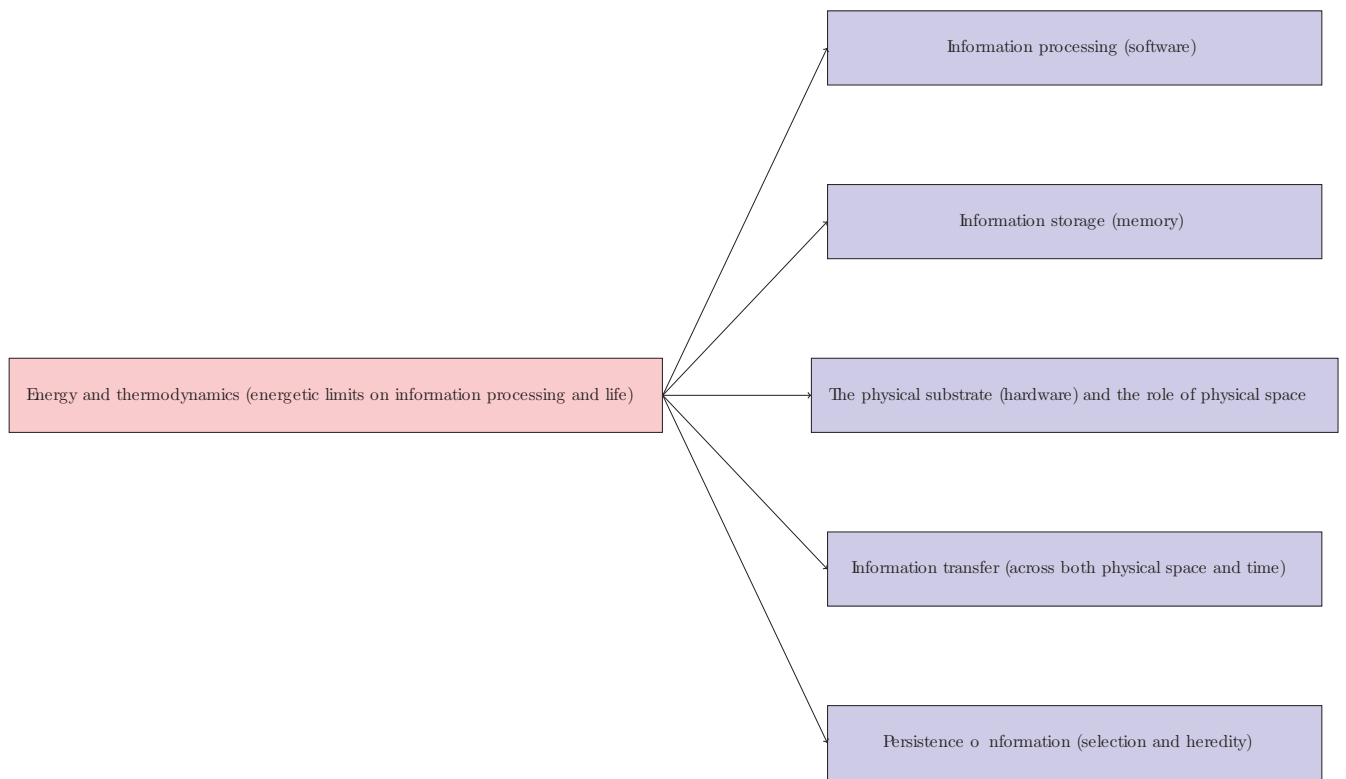 Information processing (software)
Information storage (memory)
Energy and thermodynamics (energetic limits on information processing and life)
The physical substrate (hardware) and the role of physical space
Information transfer (across both physical space and time)
Persistence o nformation (selection and heredity)